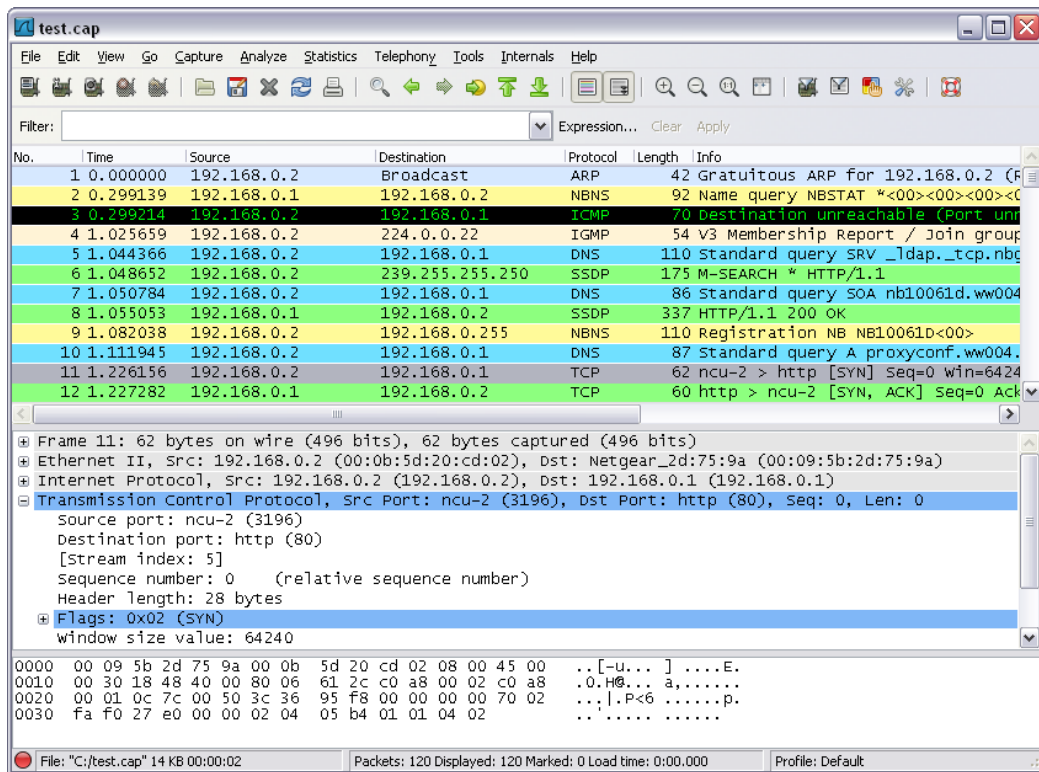 test.cap
File Edit View Go Capture Analyze Statistics Telephony Tools Internals Help
Filter: Expression... Clear Apply
No. Time Source Destination Protocol Length Info
1 0.000000 192.168.0.2 Broadcast ARP 42 Gratuitous ARP for 192.168.0.2 (R
2 0.299139 192.168.0.1 192.168.0.2 NBNS 92 Name query NBSTAT *<00><00><00><0
3 0.299214 192.168.0.2 192.168.0.1 ICMP 70 Destination unreachable (Port unr
4 1.025659 192.168.0.2 224.0.0.22 IGMP 54 V3 Membership Report / Join group
5 1.044366 192.168.0.2 192.168.0.1 DNS 110 Standard query SRV _ldap._tcp.nbg
6 1.048652 192.168.0.2 239.255.255.250 SSDP 175 M-SEARCH * HTTP/1.1
7 1.050784 192.168.0.2 192.168.0.1 DNS 86 Standard query SOA nb10061d.ww004
8 1.055053 192.168.0.1 192.168.0.2 SSDP 337 HTTP/1.1 200 OK
9 1.082038 192.168.0.2 192.168.0.255 NBNS 110 Registration NB NB10061D<00>
10 1.111945 192.168.0.2 192.168.0.1 DNS 87 Standard query A proxyconf.ww004.
11 1.226156 192.168.0.2 192.168.0.1 TCP 62 ncu-2 > http [SYN] Seq=0 Win=6424
12 1.227282 192.168.0.1 192.168.0.2 TCP 60 http > ncu-2 [SYN, ACK] Seq=0 Ack
Frame 11: 62 bytes on wire (496 bits), 62 bytes captured (496 bits)
Ethernet II, Src: 192.168.0.2 (00:0b:5d:20:cd:02), Dst: Netgear_2d:75:9a (00:09:5b:2d:75:9a)
Internet Protocol, Src: 192.168.0.2 (192.168.0.2), Dst: 192.168.0.1 (192.168.0.1)
Transmission Control Protocol, Src Port: ncu-2 (3196), Dst Port: http (80), Seq: 0, Len: 0
Source port: ncu-2 (3196)
Destination port: http (80)
[Stream index: 5]
Sequence number: 0 (relative sequence number)
Header length: 28 bytes
Flags: 0x02 (SYN)
Window size value: 64240
0000 00 09 5b 2d 75 9a 00 0b 5d 20 cd 02 08 00 45 00 ..[-u... ] ....E.
0010 00 30 18 48 40 00 80 06 61 2c c0 a8 00 02 c0 a8 .0.H@... a,......
0020 00 01 0c 7c 00 50 3c 36 95 f8 00 00 00 00 70 02 ...|.P<6 ......p.
0030 fa f0 27 e0 00 00 02 04 05 b4 01 01 04 02 ..'..... ......
File: "C:/test.cap" 14 KB 00:00:02 Packets: 120 Displayed: 120 Marked: 0 Load time: 0:00.000 Profile: Default